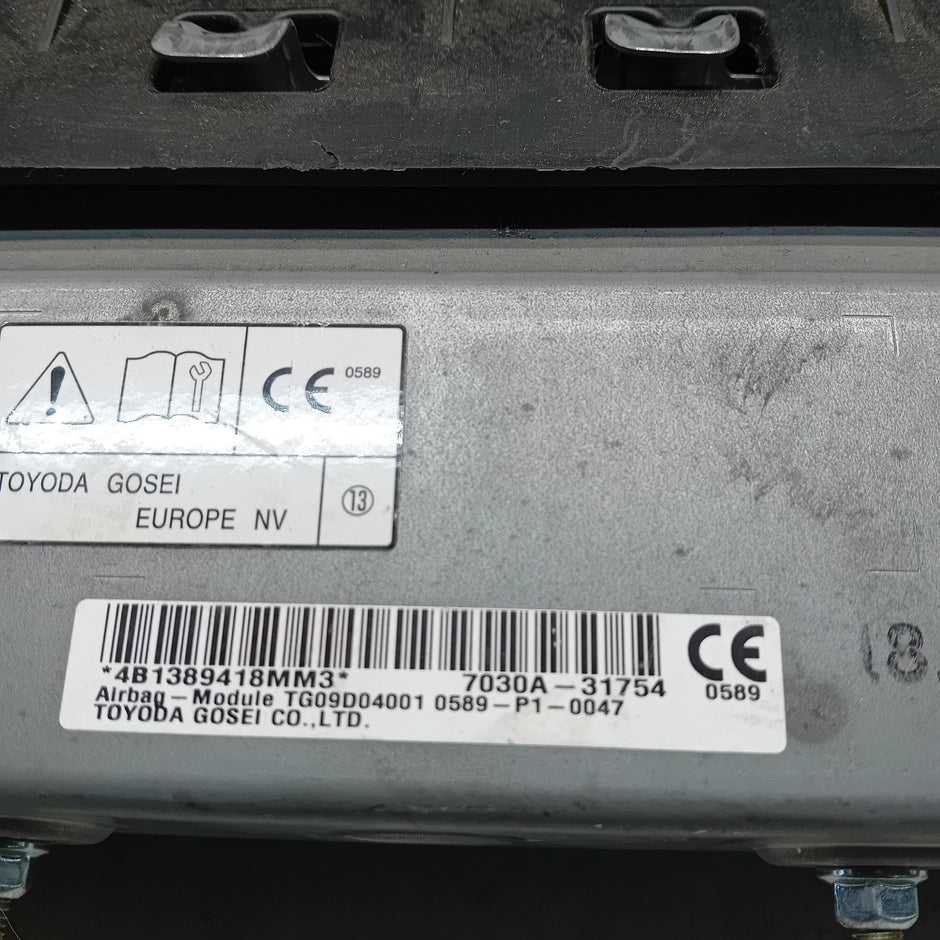 CE 0589
TOYODA GOSEI
EUROPE NV
⑬
*4B1389418MM3* 7030A-31754
Airbag-Module TG09D04001 0589-P1-0047
TOYODA GOSEI CO.,LTD.
CE
0589